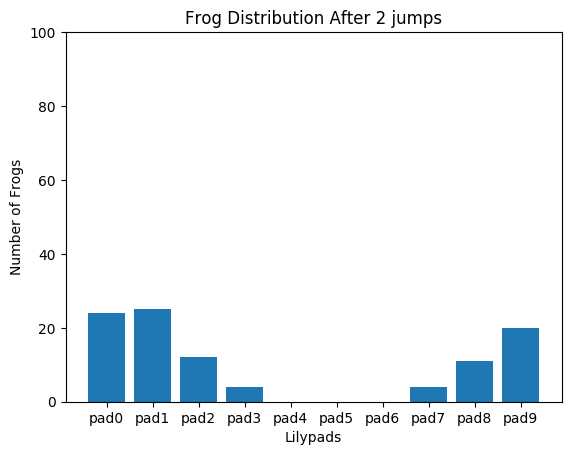 Frog Distribution After 2 jumps
Number of Frogs
100
80
60
40
20
0
pad0 pad1 pad2 pad3 pad4 pad5 pad6 pad7 pad8 pad9
Lilypads